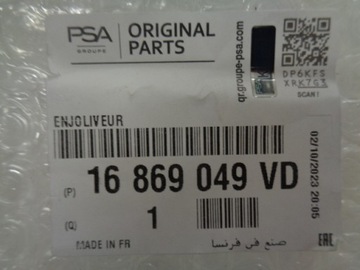 PSA
GROUPE
ORIGINAL
PARTS
qr.groupe-psa.com
DP6KFS
XRK7G3
SCAN!
ENJOLIVEUR
(P) 16 869 049 VD
(Q) 1
02/10/2023 20:05
MADE IN FR
صنع في فرنسا
EAC